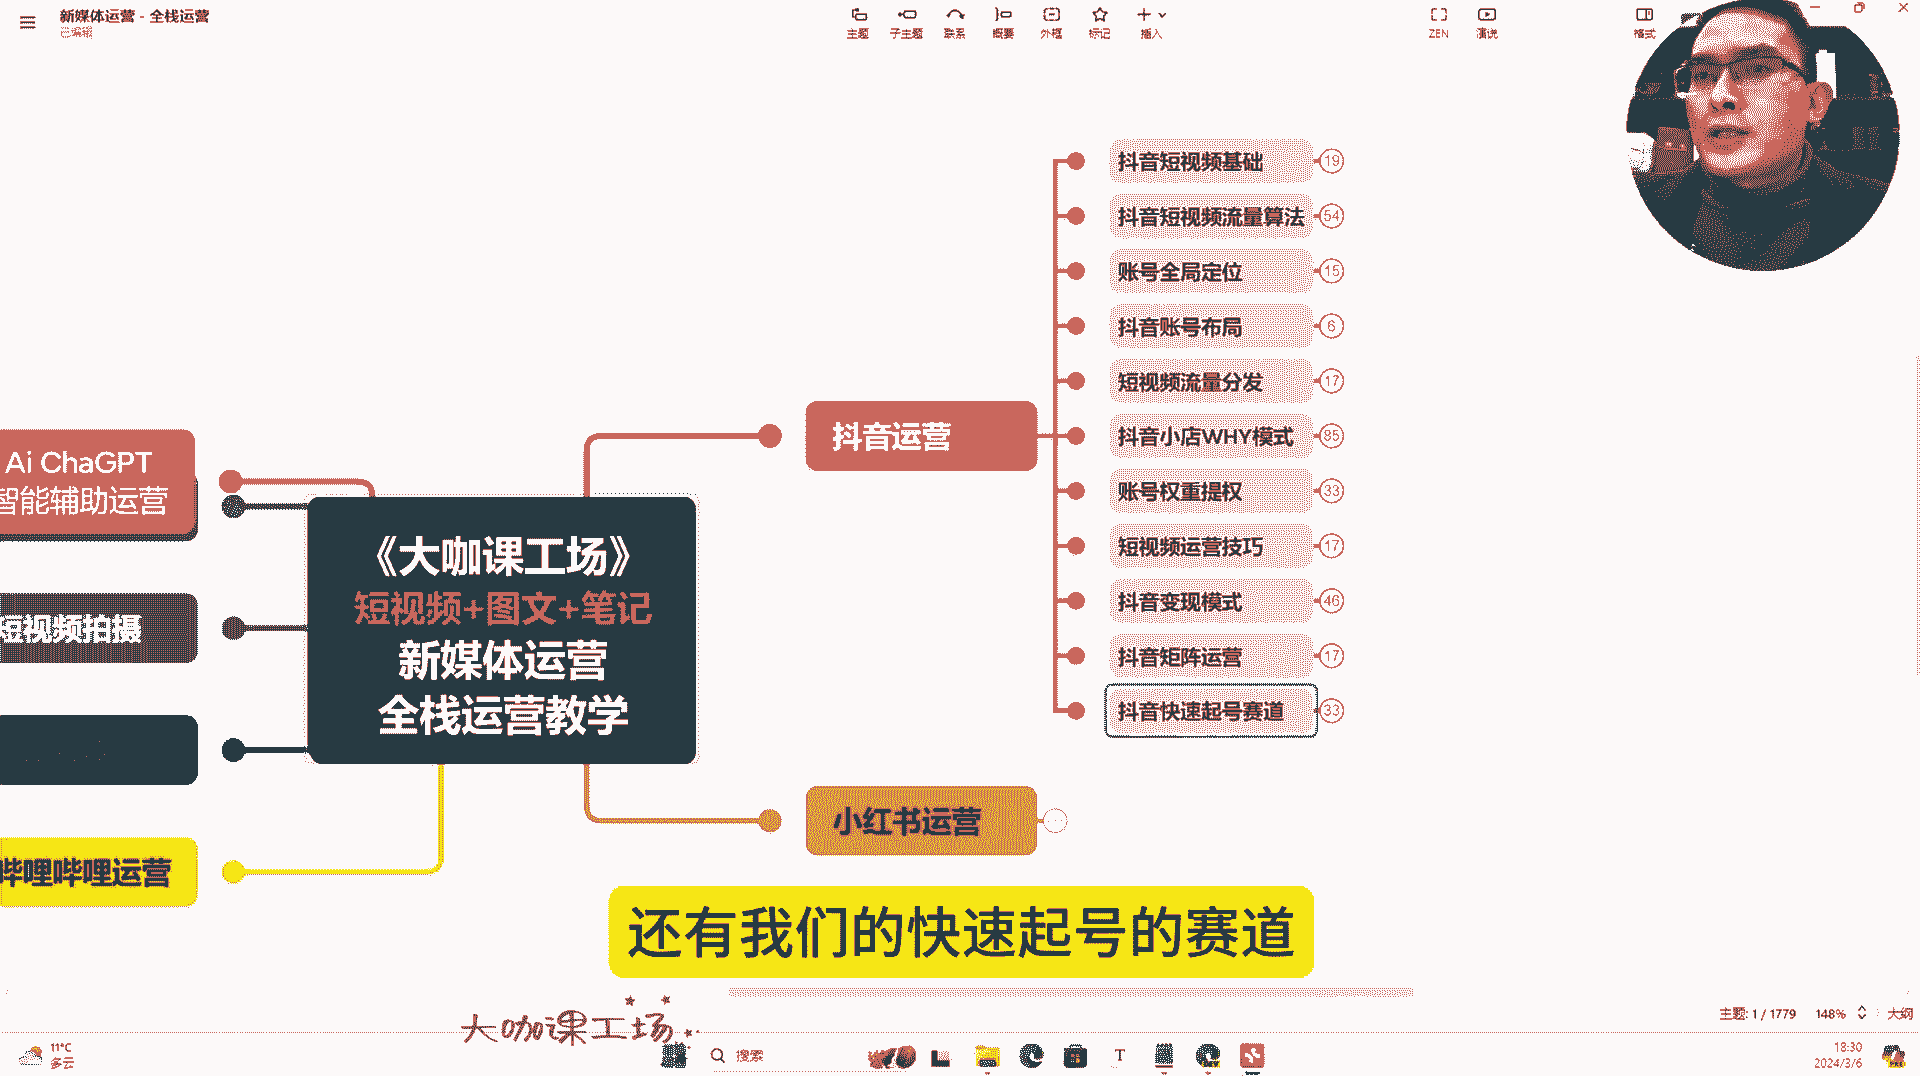 新媒体运营 - 全栈运营
已编辑
主题
子主题
联系
概要
外框
标记
插入
ZEN
演说
格式
抖音短视频基础 19
抖音短视频流量算法 54
账号全局定位 15
抖音账号布局 6
短视频流量分发 17
抖音运营
抖音小店WHY模式 85
Ai ChaGPT
智能辅助运营
账号权重提权 33
《大咖课工场》
短视频+图文+笔记
新媒体运营
全栈运营教学
短视频运营技巧 17
抖音变现模式 46
短视频拍摄
抖音矩阵运营 17
抖音快速起号赛道 33
小红书运营
哔哩哔哩运营
还有我们的快速起号的赛道
大咖课工场
主题: 1 / 1779
148%
大纲
11°C
多云
搜索
18:30
2024/3/6